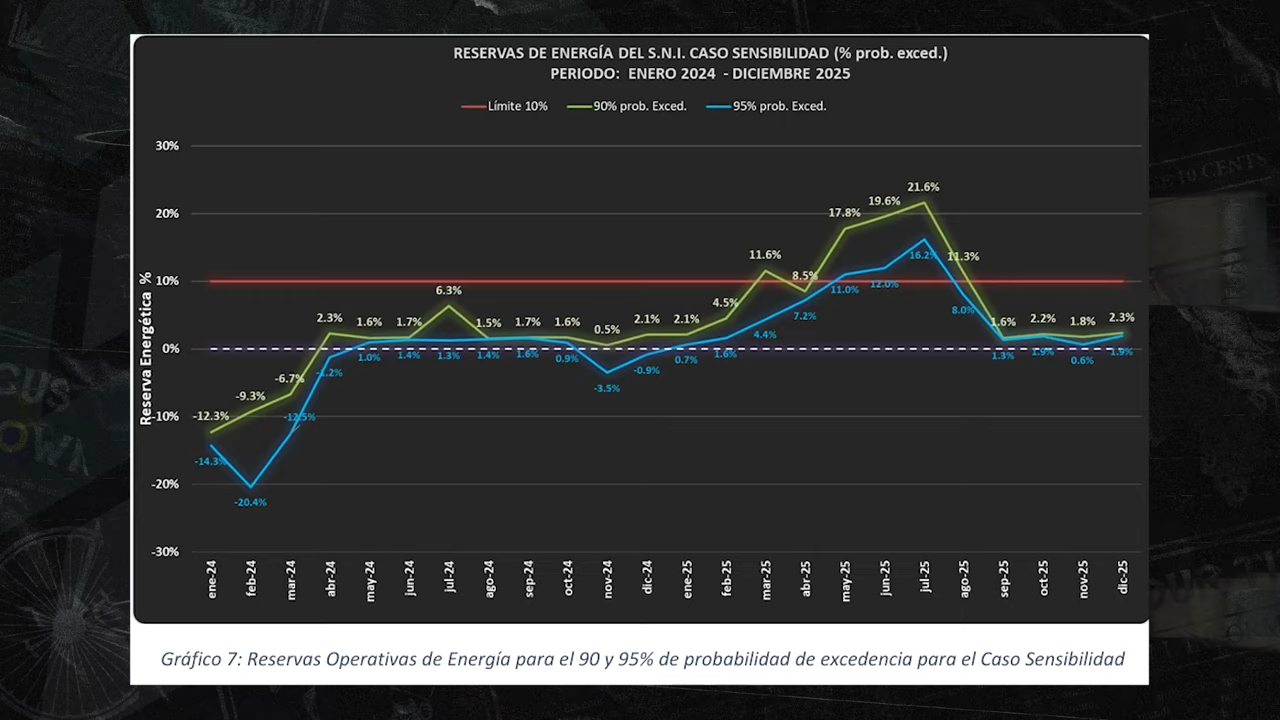 RESERVAS DE ENERGÍA DEL S.N.I. CASO SENSIBILIDAD (% prob. exced.)
PERIODO: ENERO 2024 - DICIEMBRE 2025
Límite 10% 90% prob. Exced. 95% prob. Exced.
Reserva Energética %
30%
20%
10%
0%
-10%
-20%
-30%
-12.3% -9.3% -6.7% 2.3% 1.6% 1.7% 6.3% 1.5% 1.7% 1.6% 0.5% 2.1% 2.1% 4.5% 11.6% 8.5% 17.8% 19.6% 21.6% 11.3% 1.6% 2.2% 1.8% 2.3%
-14.3% -20.4% -12.5% -1.2% 1.0% 1.4% 1.3% 1.4% 1.6% 0.9% -3.5% -0.9% 0.7% 1.6% 4.4% 7.2% 11.0% 12.0% 16.2% 8.0% 1.3% 1.9% 0.6% 1.9%
ene-24 feb-24 mar-24 abr-24 may-24 jun-24 jul-24 ago-24 sep-24 oct-24 nov-24 dic-24 ene-25 feb-25 mar-25 abr-25 may-25 jun-25 jul-25 ago-25 sep-25 oct-25 nov-25 dic-25
Gráfico 7: Reservas Operativas de Energía para el 90 y 95% de probabilidad de excedencia para el Caso Sensibilidad
10 CENTS